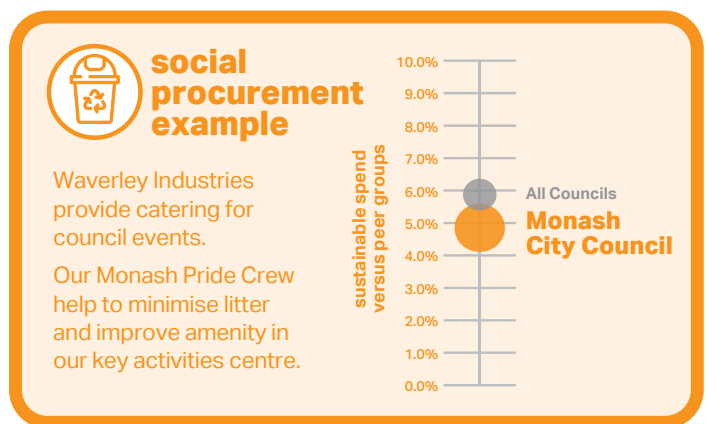 social
procurement
example
Waverley Industries
provide catering for
council events.
Our Monash Pride Crew
help to minimise litter
and improve amenity in
our key activities centre.
sustainable spend
versus peer groups
10.0%
9.0%
8.0%
7.0%
6.0%
5.0%
4.0%
3.0%
2.0%
1.0%
0.0%
All Councils
Monash
City Council